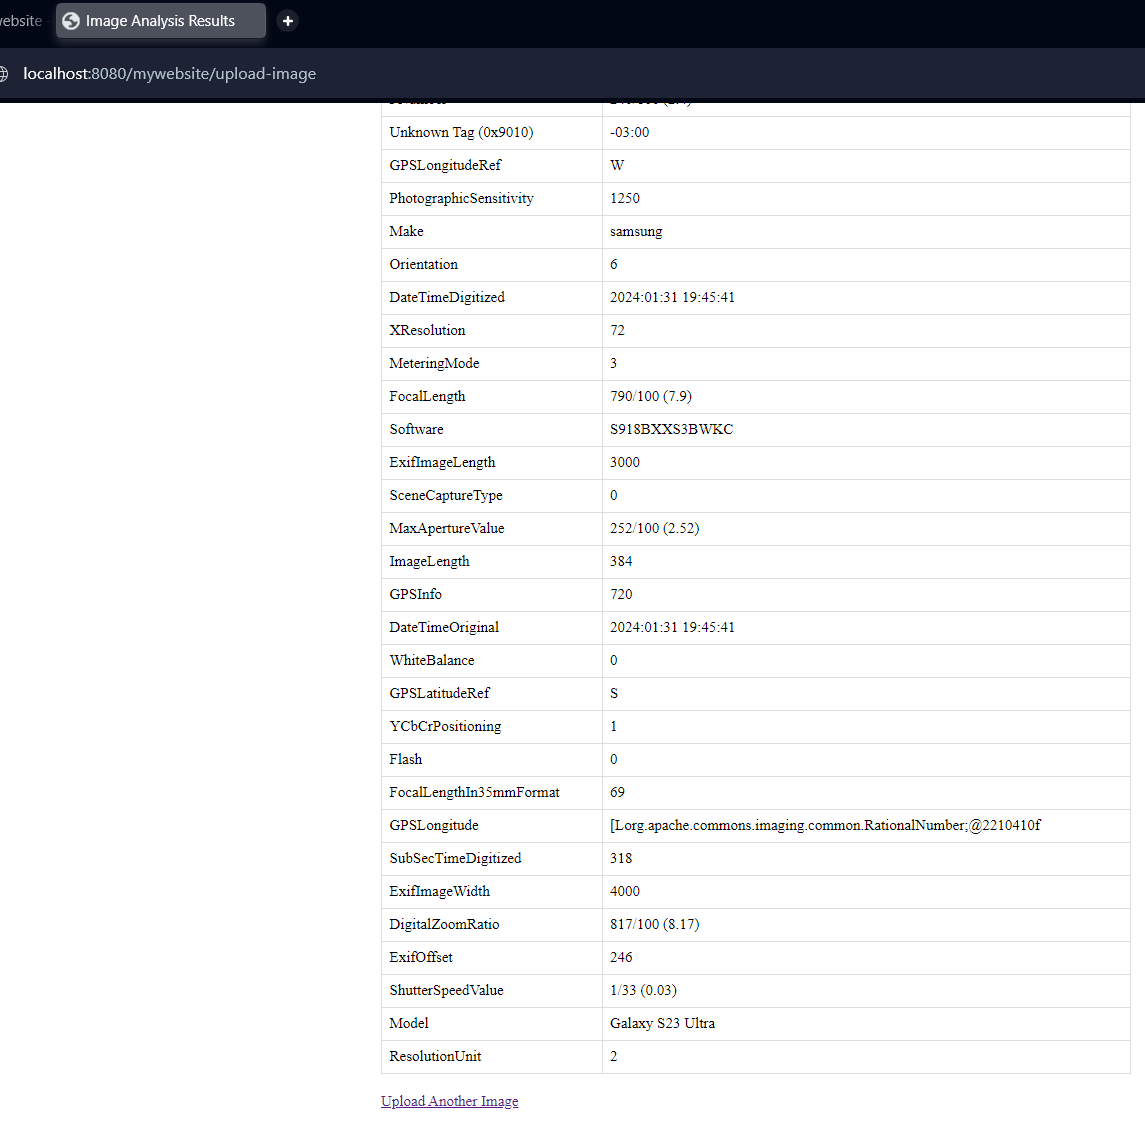 ebsite
Image Analysis Results
localhost:8080/mywebsite/upload-image
Unknown Tag (0x9010) -03:00
GPSLongitudeRef W
PhotographicSensitivity 1250
Make samsung
Orientation 6
DateTimeDigitized 2024:01:31 19:45:41
XResolution 72
MeteringMode 3
FocalLength 790/100 (7.9)
Software S918BXXS3BWKC
ExifImageLength 3000
SceneCaptureType 0
MaxApertureValue 252/100 (2.52)
ImageLength 384
GPSInfo 720
DateTimeOriginal 2024:01:31 19:45:41
WhiteBalance 0
GPSLatitudeRef S
YCbCrPositioning 1
Flash 0
FocalLengthIn35mmFormat 69
GPSLongitude [Lorg.apache.commons.imaging.common.RationalNumber;@2210410f
SubSecTimeDigitized 318
ExifImageWidth 4000
DigitalZoomRatio 817/100 (8.17)
ExifOffset 246
ShutterSpeedValue 1/33 (0.03)
Model Galaxy S23 Ultra
ResolutionUnit 2
Upload Another Image